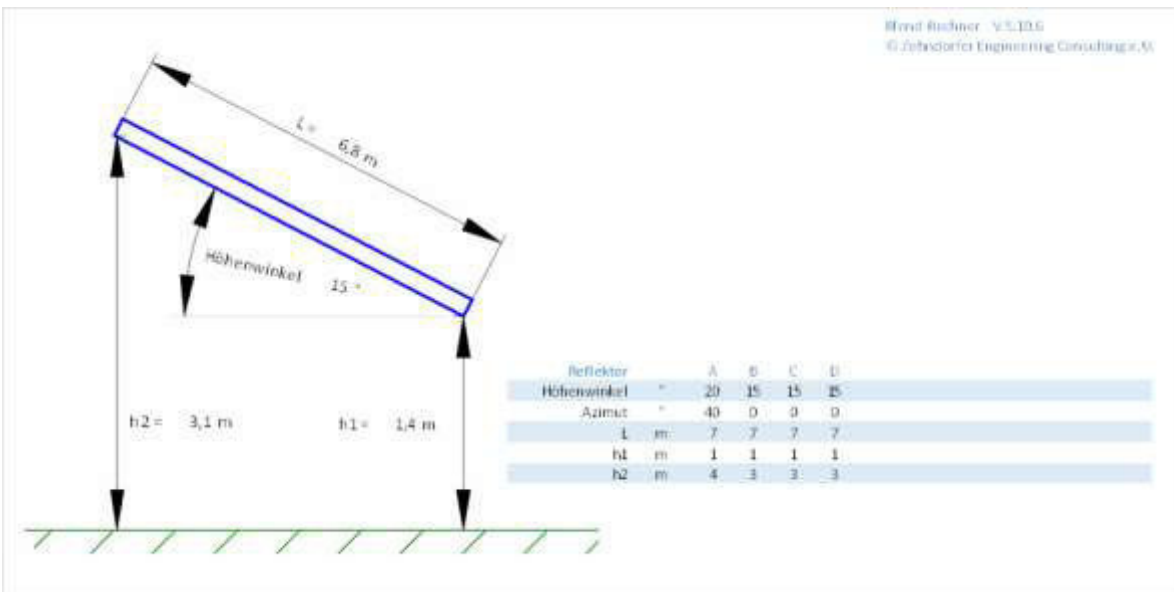 Blend Rechner V 5.10.6
© Zehndorfer Engineering Consulting e.U.
L = 6,8 m
Höhenwinkel 15 °
h2 = 3,1 m
h1 = 1,4 m
Reflektor A B C D
Höhenwinkel ° 20 15 15 15
Azimut ° 40 0 0 0
L m 7 7 7 7
h1 m 1 1 1 1
h2 m 4 3 3 3